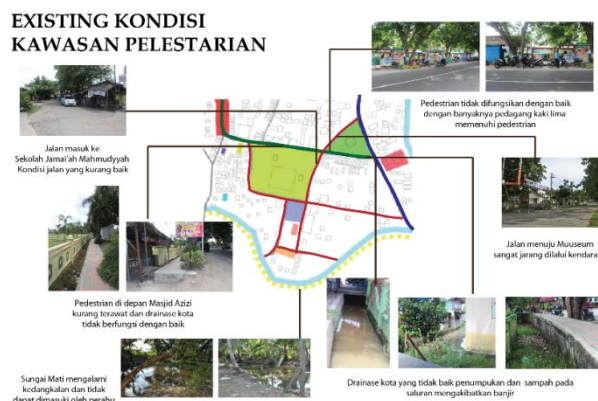 EXISTING KONDISI
KAWASAN PELESTARIAN
Pedestrian tidak difungsikan dengan baik
dengan banyaknya pedagang kaki lima
memenuhi pedestrian
Jalan masuk ke
Sekolah Jamai'ah Mahmudyyah
Kondisi jalan yang kurang baik
Jalan menuju Muuseum
sangat jarang dilalui kendara
Pedestrian di depan Masjid Azizi
kurang terawat dan drainase kota
tidak berfungsi dengan baik
Sungai Mati mengalami
kedangkalan dan tidak
dapat dimasuki oleh perahu
Drainase kota yang tidak baik penumpukan dan sampah pada
saluran mengakibatkan banjir